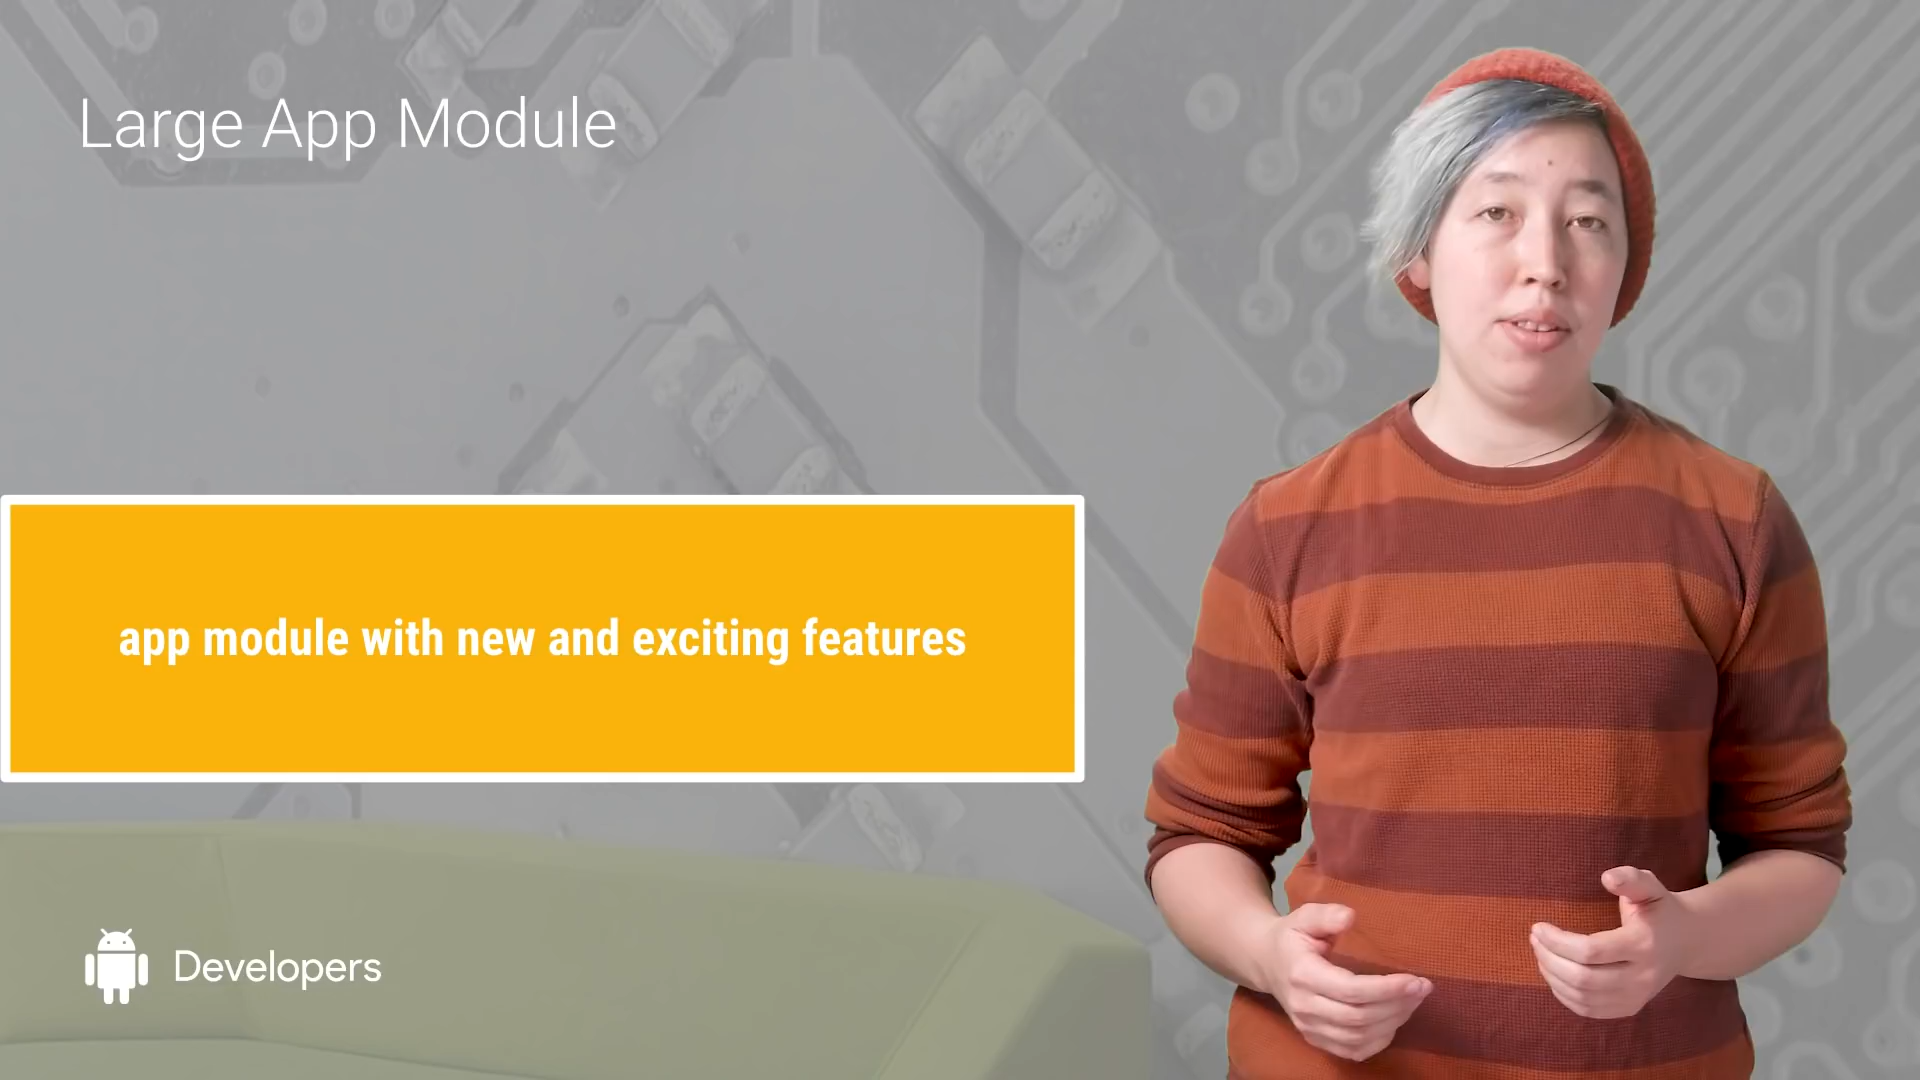 Large App Module
app module with new and exciting features
Developers